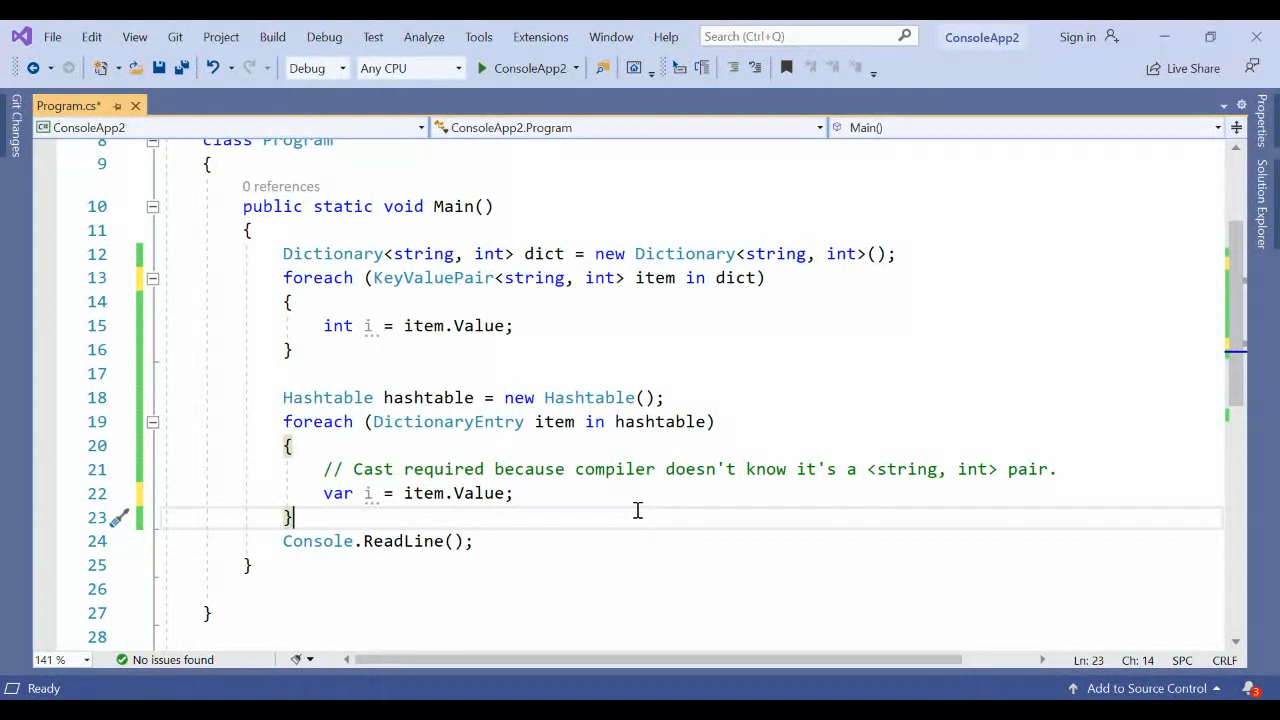 File Edit View Git Project Build Debug Test Analyze Tools Extensions Window Help Search (Ctrl+Q) ConsoleApp2 Sign in
Debug Any CPU ConsoleApp2 Live Share
Program.cs*
ConsoleApp2 ConsoleApp2.Program Main()
Git Changes
Properties
Solution Explorer
8 class Program
9 {
0 references
10 public static void Main()
11 {
12 Dictionary<string, int> dict = new Dictionary<string, int>();
13 foreach (KeyValuePair<string, int> item in dict)
14 {
15 int i = item.Value;
16 }
17
18 Hashtable hashtable = new Hashtable();
19 foreach (DictionaryEntry item in hashtable)
20 {
21 // Cast required because compiler doesn't know it's a <string, int> pair.
22 var i = item.Value;
23 }
24 Console.ReadLine();
25 }
26
27 }
28
141 % No issues found Ln: 23 Ch: 14 SPC CRLF
Ready Add to Source Control 3